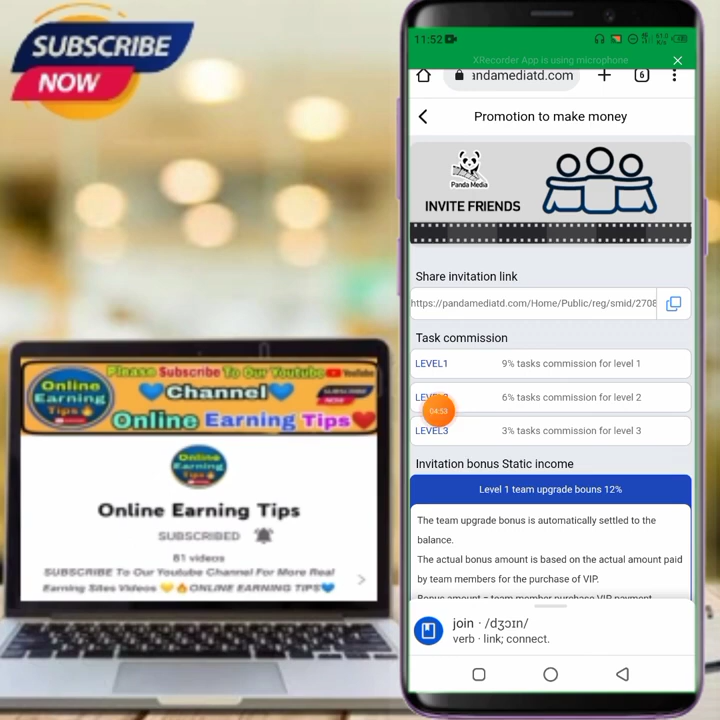 SUBSCRIBE
NOW
11:52
XRecorder App is using microphone
andamediatd.com
6
Promotion to make money
Panda Media
INVITE FRIENDS
Share invitation link
https://pandamediatd.com/Home/Public/reg/smid/2708
Task commission
LEVEL1 9% tasks commission for level 1
6% tasks commission for level 2
04:53
LEVEL3 3% tasks commission for level 3
Invitation bonus Static income
Level 1 team upgrade bouns 12%
The team upgrade bonus is automatically settled to the
balance.
The actual bonus amount is based on the actual amount paid
by team members for the purchase of VIP.
Bonus amount = team member purchase VIP payment
join · /dʒɔɪn/
verb · link; connect.
Please Subscribe To Our Youtube YouTube
Channel
Online Earning Tips
Online
Earning
Tips
Online
Earning
Tips
Online Earning Tips
SUBSCRIBED
81 videos
SUBSCRIBE To Our Youtube Channel For More Real
Earning Sites Videos 💛🔥ONLINE EARNING TIPS💙